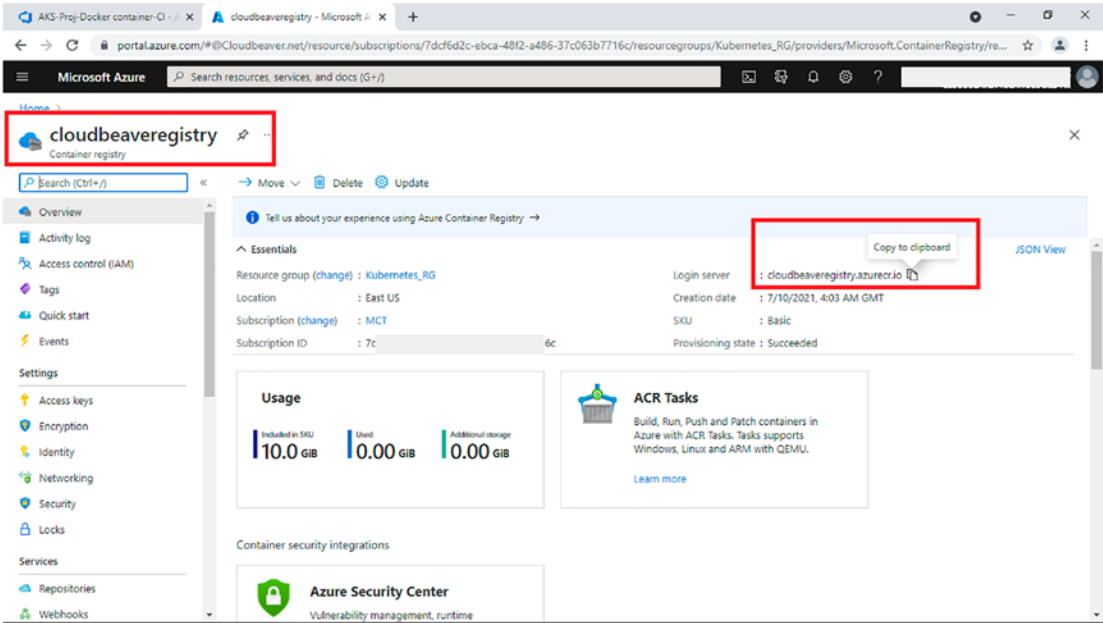 AKS-Proj-Docker container-CI - A
cloudbeaveregistry - Microsoft A
portal.azure.com/#@Cloudbeaver.net/resource/subscriptions/7dcf6d2c-ebca-48f2-a486-37c063b7716c/resourcegroups/Kubernetes_RG/providers/Microsoft.ContainerRegistry/re...
Microsoft Azure
Search resources, services, and docs (G+/)
Home >
cloudbeaveregistry
Container registry
Search (Ctrl+/)
«
Move
Delete
Update
Overview
Activity log
Access control (IAM)
Tags
Quick start
Events
Settings
Access keys
Encryption
Identity
Networking
Security
Locks
Services
Repositories
Webhooks
Tell us about your experience using Azure Container Registry →
Essentials
Copy to clipboard
JSON View
Resource group (change) : Kubernetes_RG
Location : East US
Subscription (change) : MCT
Subscription ID : 7c 6c
Login server : cloudbeaveregistry.azurecr.io
Creation date : 7/10/2021, 4:03 AM GMT
SKU : Basic
Provisioning state : Succeeded
Usage
Included in SKU
10.0 GiB
Used
0.00 GiB
Additional storage
0.00 GiB
ACR Tasks
Build, Run, Push and Patch containers in
Azure with ACR Tasks. Tasks supports
Windows, Linux and ARM with QEMU.
Learn more
Container security integrations
Azure Security Center
Vulnerability management, runtime